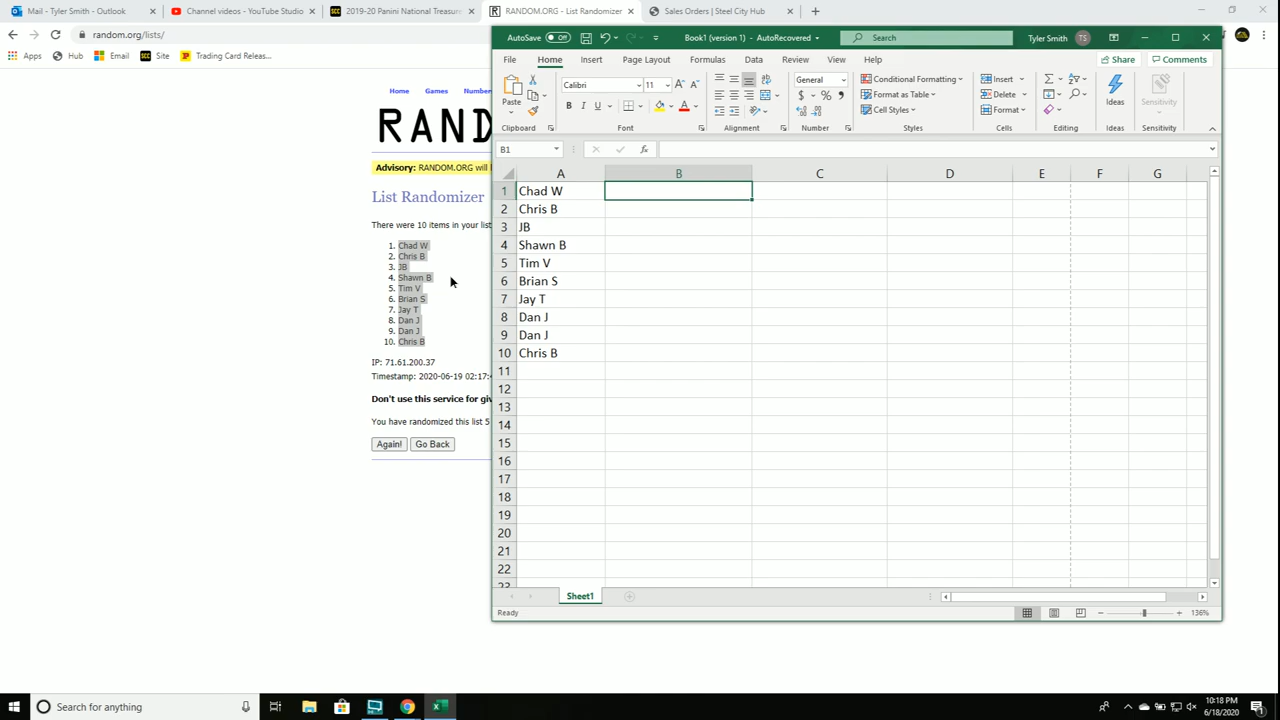 Mail - Tyler Smith - Outlook
Channel videos - YouTube Studio
2019-20 Panini National Treasure
RANDOM.ORG - List Randomizer
Sales Orders | Steel City Hub
random.org/lists/
Apps
Hub
Email
Site
Trading Card Releas...
Home Games Number
RAND
Advisory: RANDOM.ORG will
List Randomizer
There were 10 items in your list
1. Chad W
2. Chris B
3. JB
4. Shawn B
5. Tim V
6. Brian S
7. Jay T
8. Dan J
9. Dan J
10. Chris B
IP: 71.61.200.37
Timestamp: 2020-06-19 02:17:
Don't use this service for giv
You have randomized this list 5
Again! Go Back
AutoSave Off
Book1 (version 1) - AutoRecovered
Search
Tyler Smith TS
File Home Insert Page Layout Formulas Data Review View Help
Share Comments
Paste
Calibri 11
General
Conditional Formatting
Format as Table
Cell Styles
Insert
Delete
Format
Ideas
Sensitivity
Clipboard Font Alignment Number Styles Cells Editing Ideas Sensitivity
B1
A B C D E F G
1 Chad W
2 Chris B
3 JB
4 Shawn B
5 Tim V
6 Brian S
7 Jay T
8 Dan J
9 Dan J
10 Chris B
11
12
13
14
15
16
17
18
19
20
21
22
23
Sheet1
Ready
136%
Search for anything
10:18 PM
6/18/2020